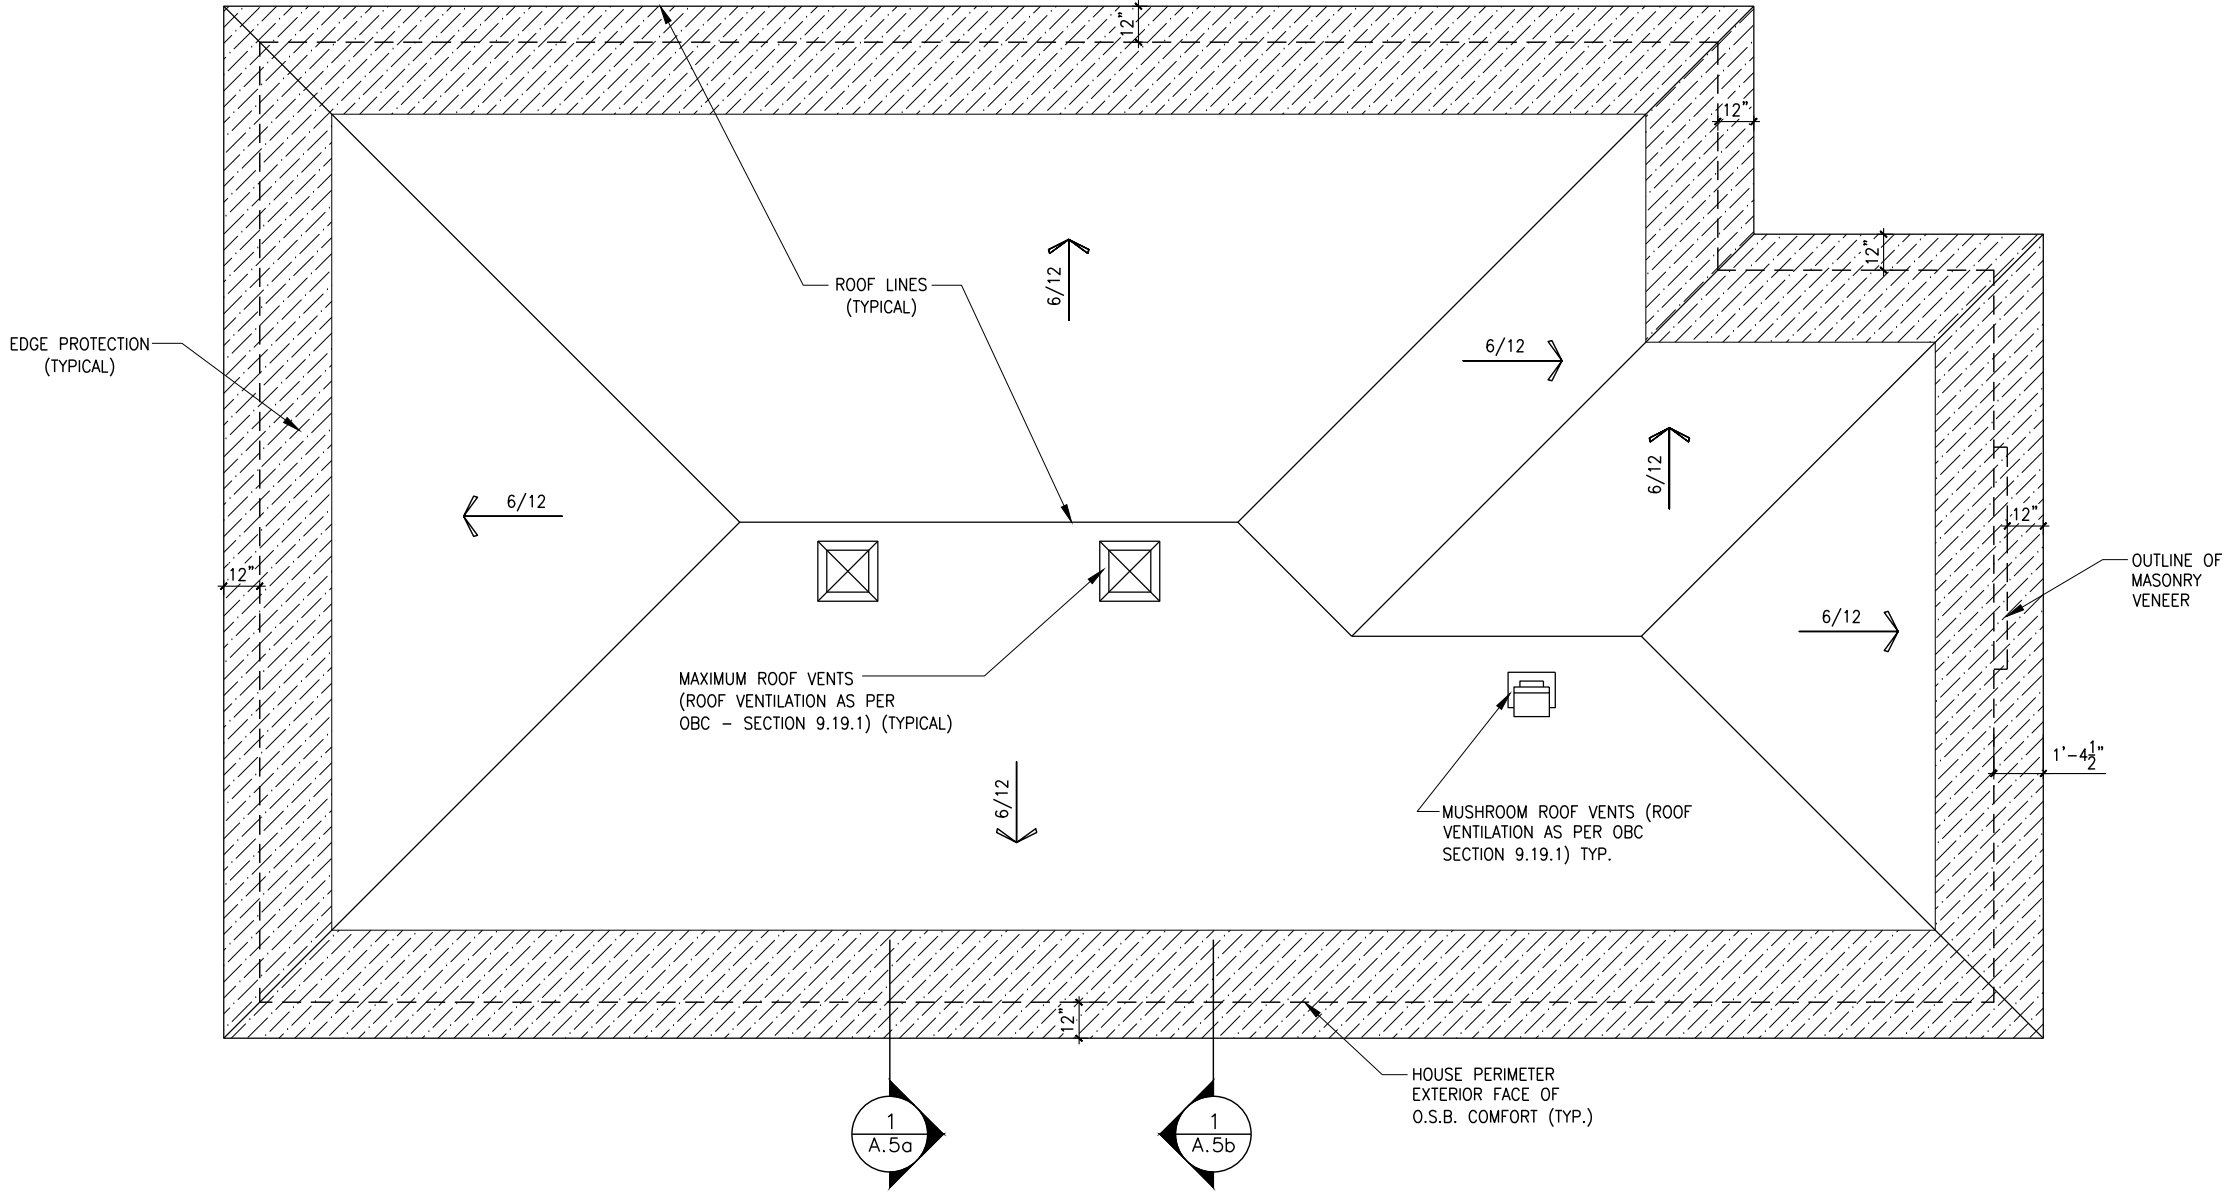 12"
12"
12"
6/12
ROOF LINES
(TYPICAL)
EDGE PROTECTION
(TYPICAL)
6/12
6/12
6/12
12"
12"
OUTLINE OF
MASONRY
VENEER
6/12
6/12
MAXIMUM ROOF VENTS
(ROOF VENTILATION AS PER
OBC - SECTION 9.19.1) (TYPICAL)
1'-4 1/2"
6/12
MUSHROOM ROOF VENTS (ROOF
VENTILATION AS PER OBC
SECTION 9.19.1) TYP.
12"
HOUSE PERIMETER
EXTERIOR FACE OF
O.S.B. COMFORT (TYP.)
1
A.5a
1
A.5b